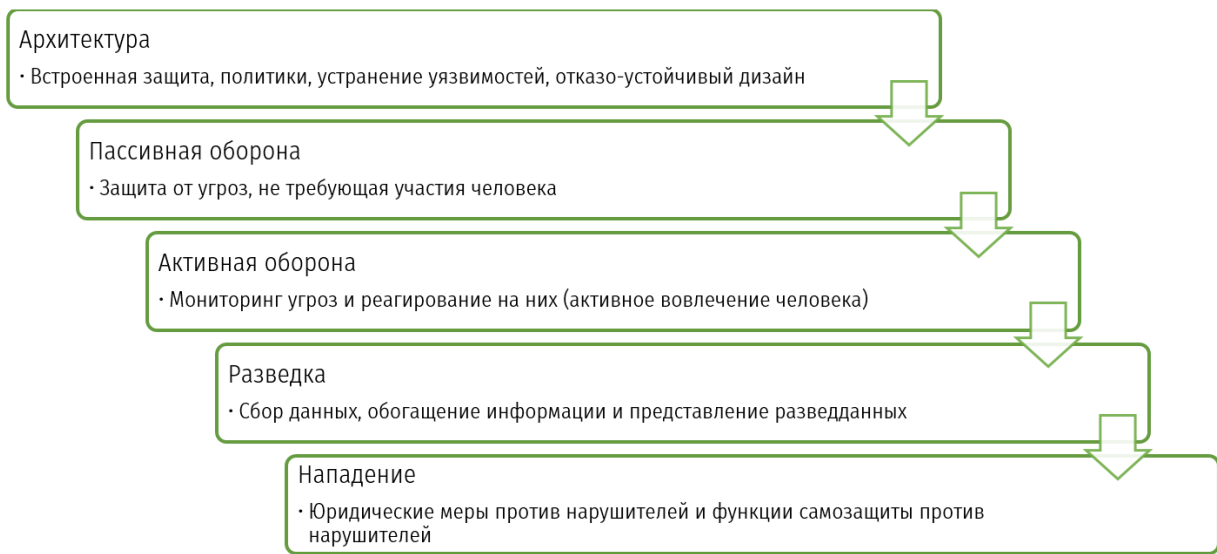 Архитектура
· Встроенная защита, политики, устранение уязвимостей, отказо-устойчивый дизайн
Пассивная оборона
· Защита от угроз, не требующая участия человека
Активная оборона
· Мониторинг угроз и реагирование на них (активное вовлечение человека)
Разведка
· Сбор данных, обогащение информации и представление разведданных
Нападение
· Юридические меры против нарушителей и функции самозащиты против
нарушителей